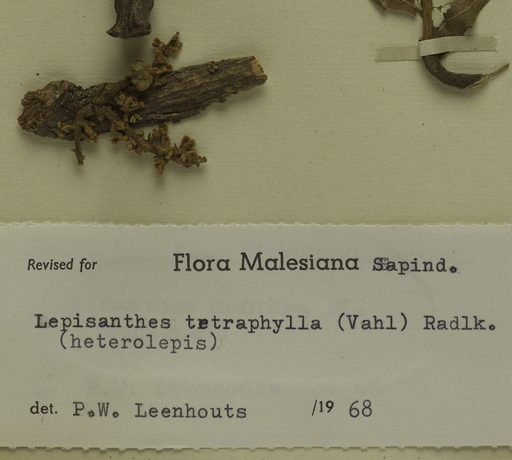 Revised for Flora Malesiana Sapind.
Lepisanthes tetraphylla (Vahl) Radlk.
(heterolepis)
det. P.W. Leenhouts /19 68